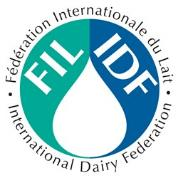 Fédération Internationale du Lait
FIL IDF
International Dairy Federation